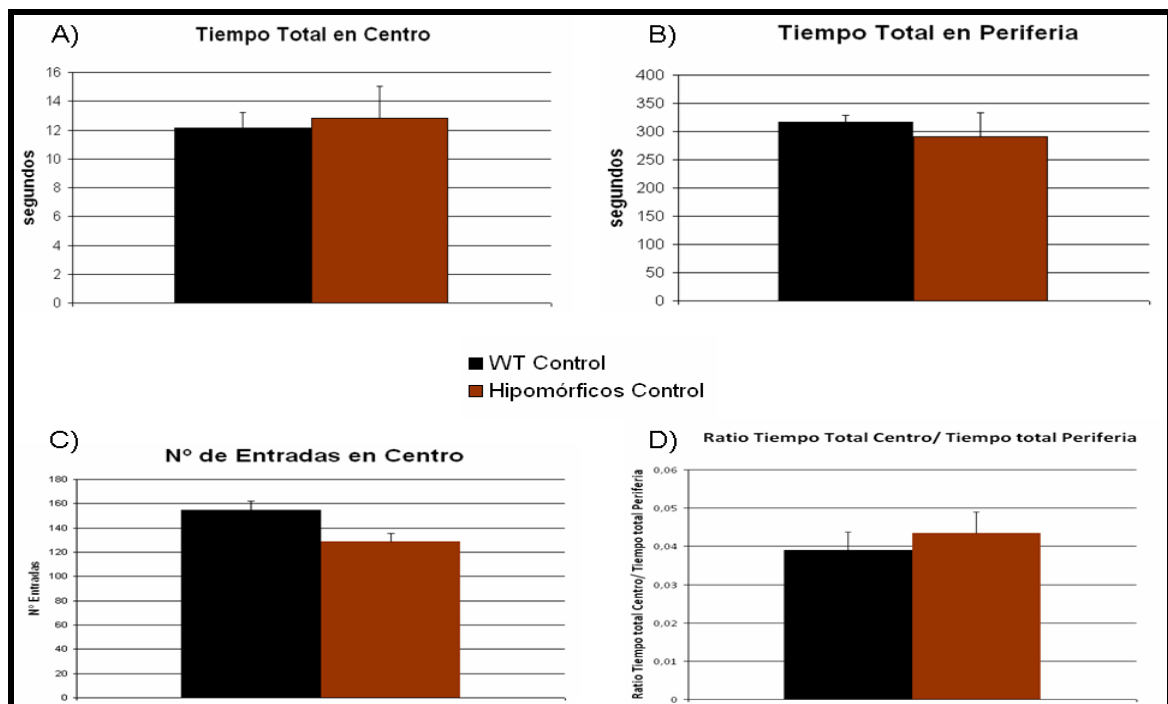 A)
Tiempo Total en Centro
segundos
16
14
12
10
8
6
4
2
0
B)
Tiempo Total en Periferia
segundos
400
350
300
250
200
150
100
50
0
WT Control
Hipomórficos Control
C)
Nº de Entradas en Centro
Nº Entradas
180
160
140
120
100
80
60
40
20
0
D)
Ratio Tiempo Total Centro/ Tiempo total Periferia
Ratio Tiempo total Centro/ Tiempo total Periferia
0,06
0,05
0,04
0,03
0,02
0,01
0